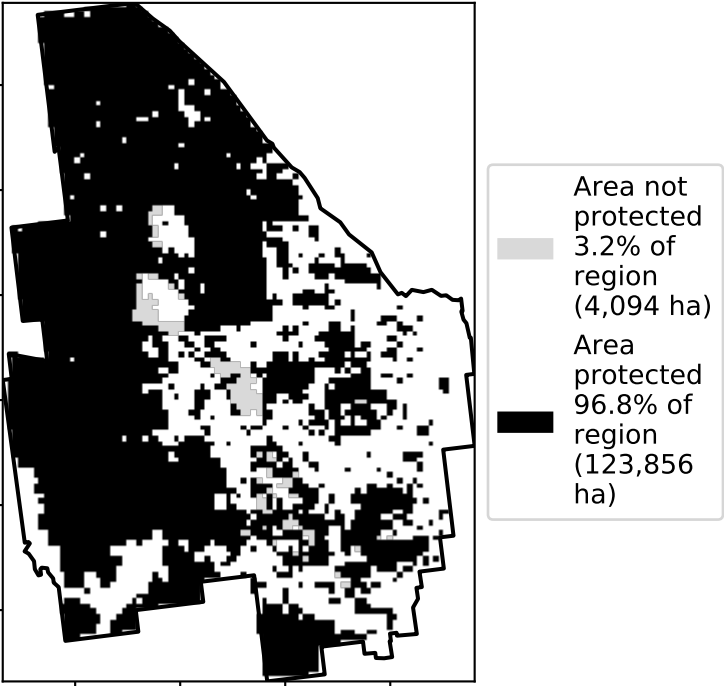 Area not
protected
3.2% of
region
(4,094 ha)
Area
protected
96.8% of
region
(123,856
ha)